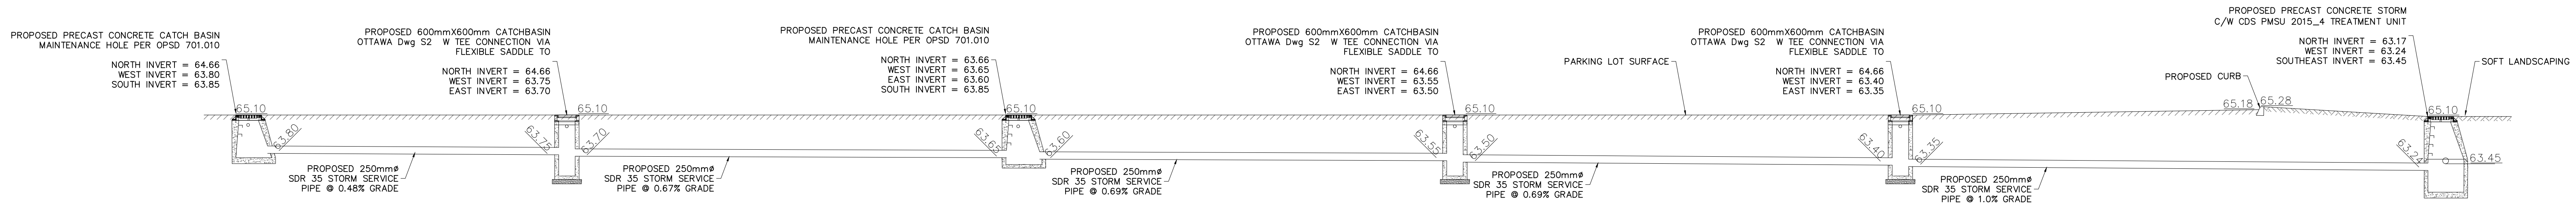 PROPOSED PRECAST CONCRETE CATCH BASIN
MAINTENANCE HOLE PER OPSD 701.010
NORTH INVERT = 64.66
WEST INVERT = 63.80
SOUTH INVERT = 63.85
PROPOSED 600mmX600mm CATCHBASIN
OTTAWA Dwg S2 W TEE CONNECTION VIA
FLEXIBLE SADDLE TO
NORTH INVERT = 64.66
WEST INVERT = 63.75
EAST INVERT = 63.70
PROPOSED PRECAST CONCRETE CATCH BASIN
MAINTENANCE HOLE PER OPSD 701.010
NORTH INVERT = 63.66
WEST INVERT = 63.65
EAST INVERT = 63.60
SOUTH INVERT = 63.85
PROPOSED 600mmX600mm CATCHBASIN
OTTAWA Dwg S2 W TEE CONNECTION VIA
FLEXIBLE SADDLE TO
NORTH INVERT = 64.66
WEST INVERT = 63.55
EAST INVERT = 63.50
PARKING LOT SURFACE
PROPOSED 600mmX600mm CATCHBASIN
OTTAWA Dwg S2 W TEE CONNECTION VIA
FLEXIBLE SADDLE TO
NORTH INVERT = 64.66
WEST INVERT = 63.40
EAST INVERT = 63.35
PROPOSED CURB
PROPOSED PRECAST CONCRETE STORM
C/W CDS PMSU 2015_4 TREATMENT UNIT
NORTH INVERT = 63.17
WEST INVERT = 63.24
SOUTHEAST INVERT = 63.45
SOFT LANDSCAPING
65.10
65.10
65.10
65.10
65.10
65.18
65.28
65.10
63.80
63.75
63.70
63.65
63.60
63.55
63.50
63.40
63.35
63.24
63.45
PROPOSED 250mmø
SDR 35 STORM SERVICE
PIPE @ 0.48% GRADE
PROPOSED 250mmø
SDR 35 STORM SERVICE
PIPE @ 0.67% GRADE
PROPOSED 250mmø
SDR 35 STORM SERVICE
PIPE @ 0.69% GRADE
PROPOSED 250mmø
SDR 35 STORM SERVICE
PIPE @ 0.69% GRADE
PROPOSED 250mmø
SDR 35 STORM SERVICE
PIPE @ 1.0% GRADE